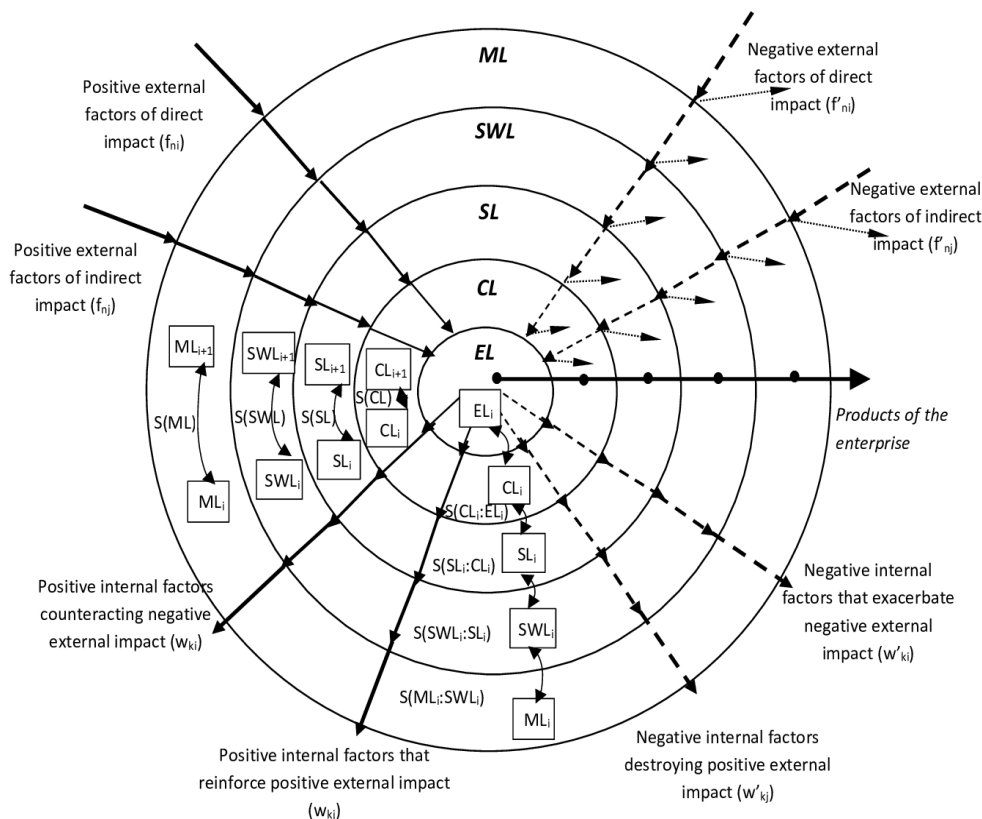 ML
SWL
SL
CL
EL
Positive external
factors of direct
impact (fni)
Negative external
factors of direct
impact (f'ni)
Positive external
factors of indirect
impact (fnj)
Negative external
factors of indirect
impact (f'nj)
MLi+1
SWLi+1
SLi+1
CLi+1
S(ML)
S(SWL)
S(SL)
S(CL)
MLi
SWLi
SLi
CLi
ELi
Products of the
enterprise
CLi
S(CLi:ELi)
SLi
S(SLi:CLi)
SWLi
S(SWLi:SLi)
S(MLi:SWLi)
MLi
Positive internal factors
counteracting negative
external impact (wki)
Negative internal
factors that exacerbate
negative external
impact (w'ki)
Positive internal factors that
reinforce positive external impact
(wki)
Negative internal factors
destroying positive external
impact (w'kj)